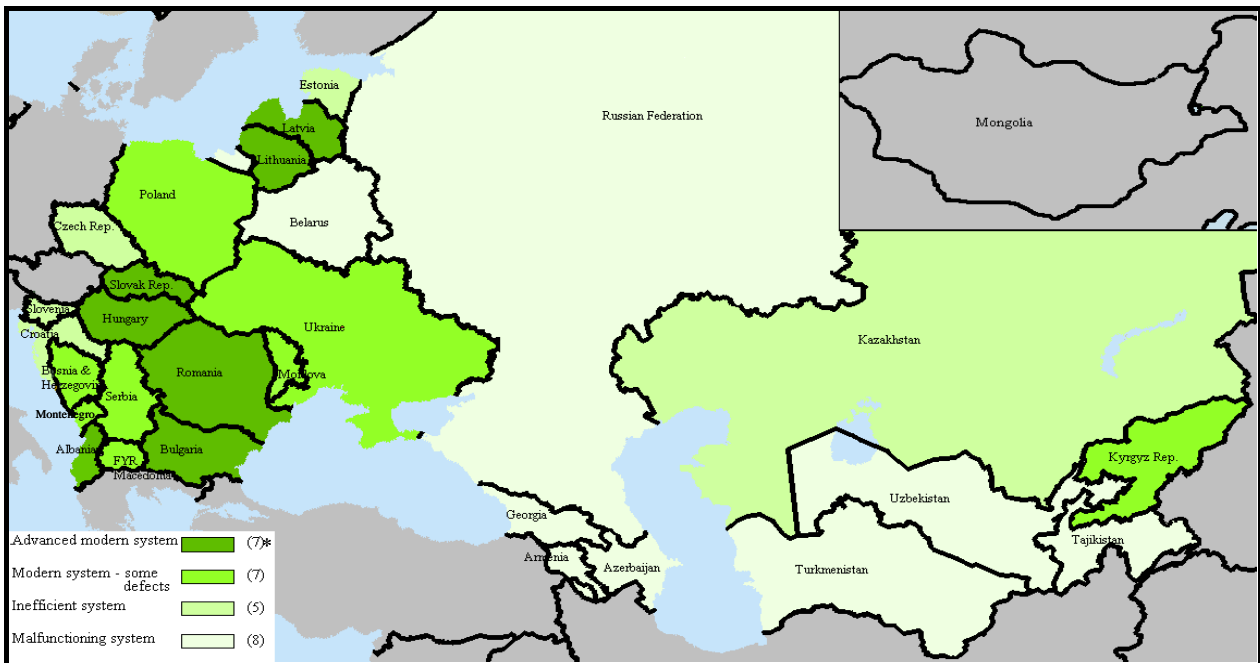 Estonia
Russian Federation
Mongolia
Latvia
Lithuania
Poland
Belarus
Czech Rep.
Slovak Rep.
Slovenia
Hungary
Ukraine
Croatia
Kazakhstan
Bosnia &
Herzegovin
Romania
Moldova
Serbia
Montenegro
Albania
Bulgaria
FYR
Macedonia
Kyrgyz Rep.
Uzbekistan
Georgia
Tajikistan
Armenia
Azerbaijan
Turkmenistan
Advanced modern system (7)*
Modern system - some
defects (7)
Inefficient system (5)
Malfunctioning system (8)